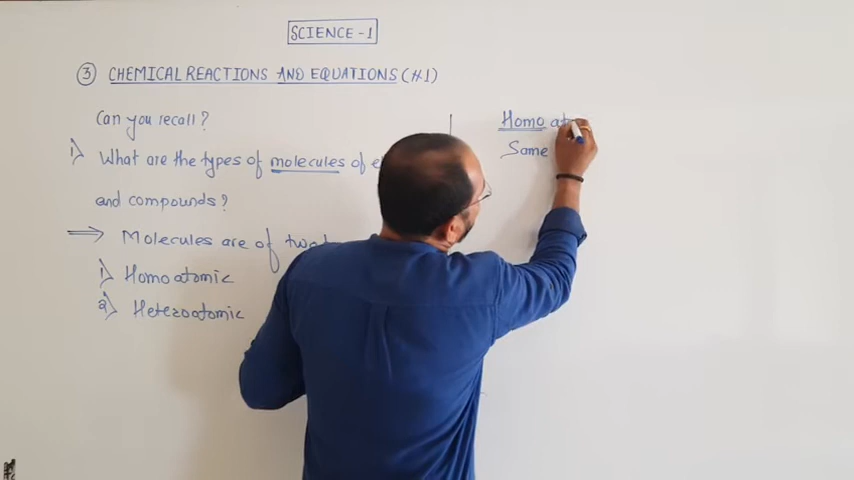 SCIENCE-1
③ CHEMICAL REACTIONS AND EQUATIONS (#1)
Can you recall?
1) What are the types of molecules of
and compounds?
⇒ Molecules are of two
1) Homoatomic
2) Heteroatomic
Homo
Same